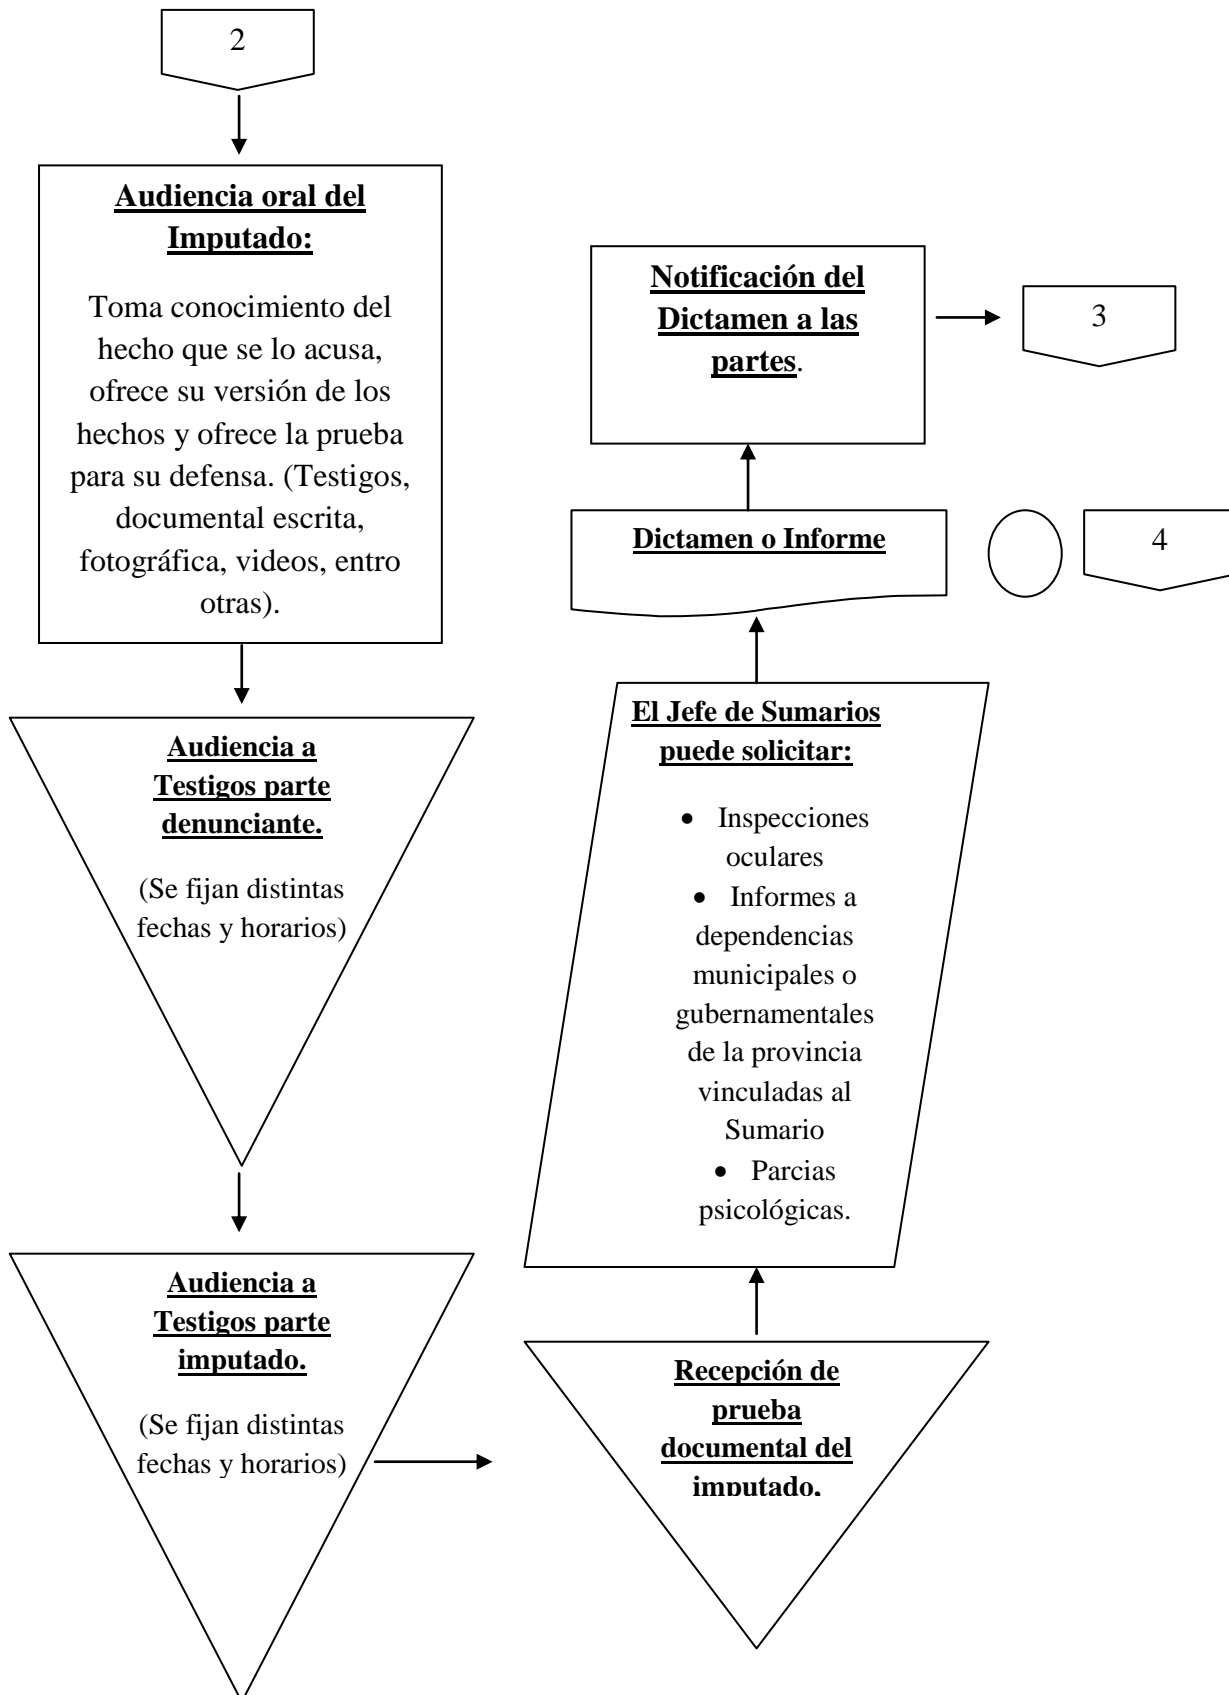 2
Audiencia oral del
Imputado:
Toma conocimiento del
hecho que se lo acusa,
ofrece su versión de los
hechos y ofrece la prueba
para su defensa. (Testigos,
documental escrita,
fotográfica, videos, entro
otras).
Audiencia a
Testigos parte
denunciante.
(Se fijan distintas
fechas y horarios)
Audiencia a
Testigos parte
imputado.
(Se fijan distintas
fechas y horarios)
Recepción de
prueba
documental del
imputado.
El Jefe de Sumarios
puede solicitar:
• Inspecciones
oculares
• Informes a
dependencias
municipales o
gubernamentales
de la provincia
vinculadas al
Sumario
• Parcias
psicológicas.
Dictamen o Informe
4
Notificación del
Dictamen a las
partes.
3